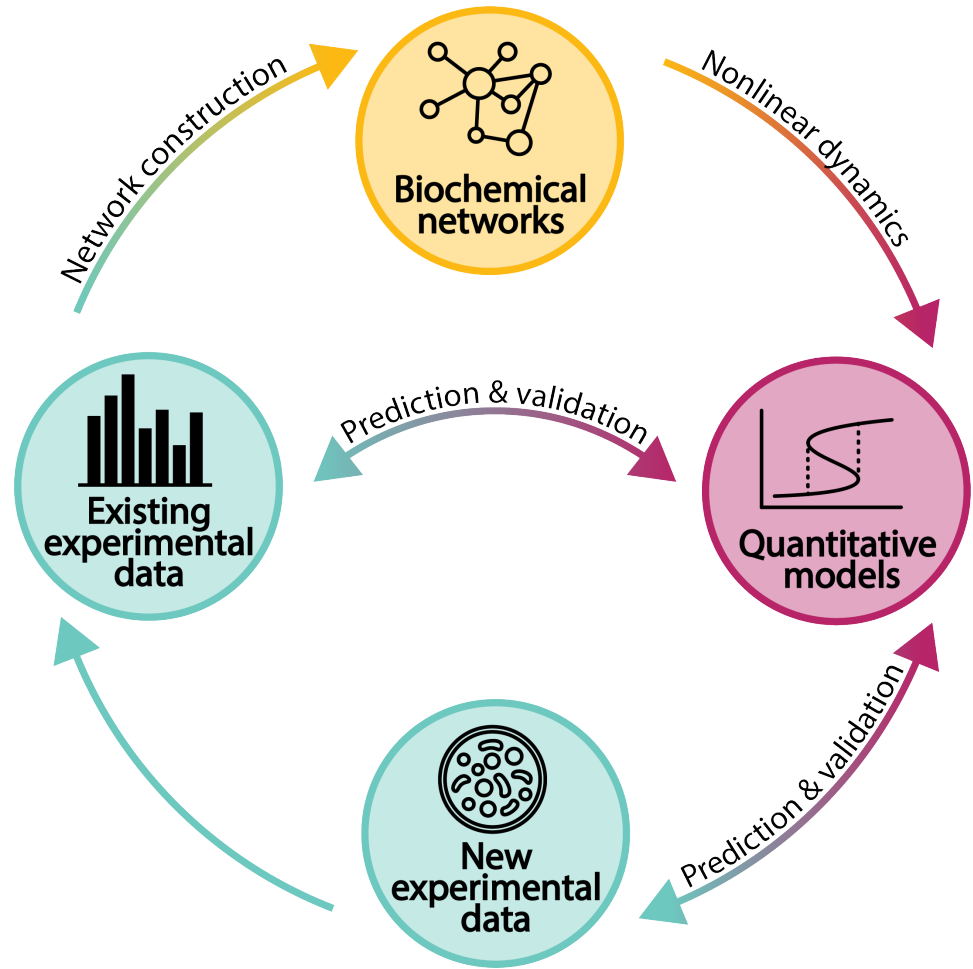 Network construction
Biochemical
networks
Nonlinear dynamics
Prediction & validation
Existing
experimental
data
Quantitative
models
Prediction & validation
New
experimental
data